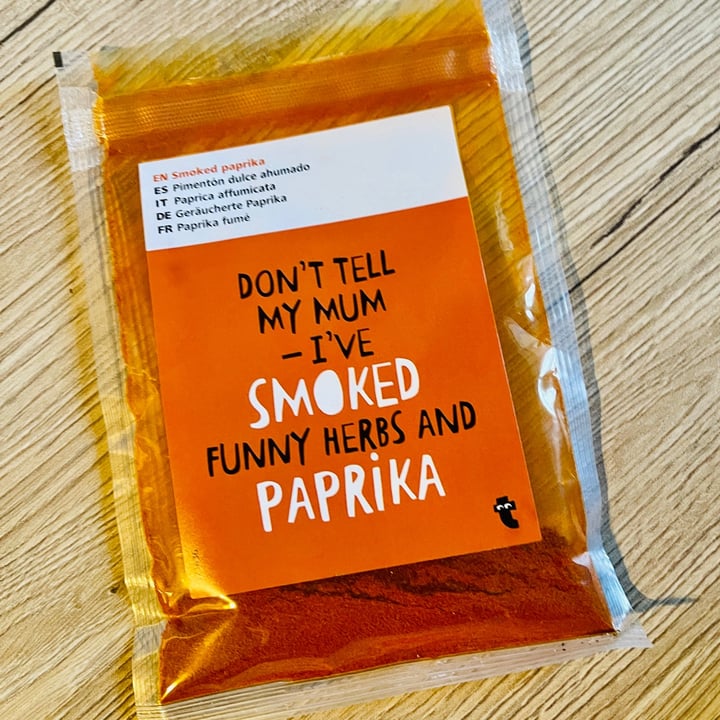 EN Smoked paprika
ES Pimentón dulce ahumado
IT Paprica affumicata
DE Geräucherte Paprika
FR Paprika fumé
DON'T TELL
MY MUM
– I'VE
SMOKED
FUNNY HERBS AND
PAPRiKA
t